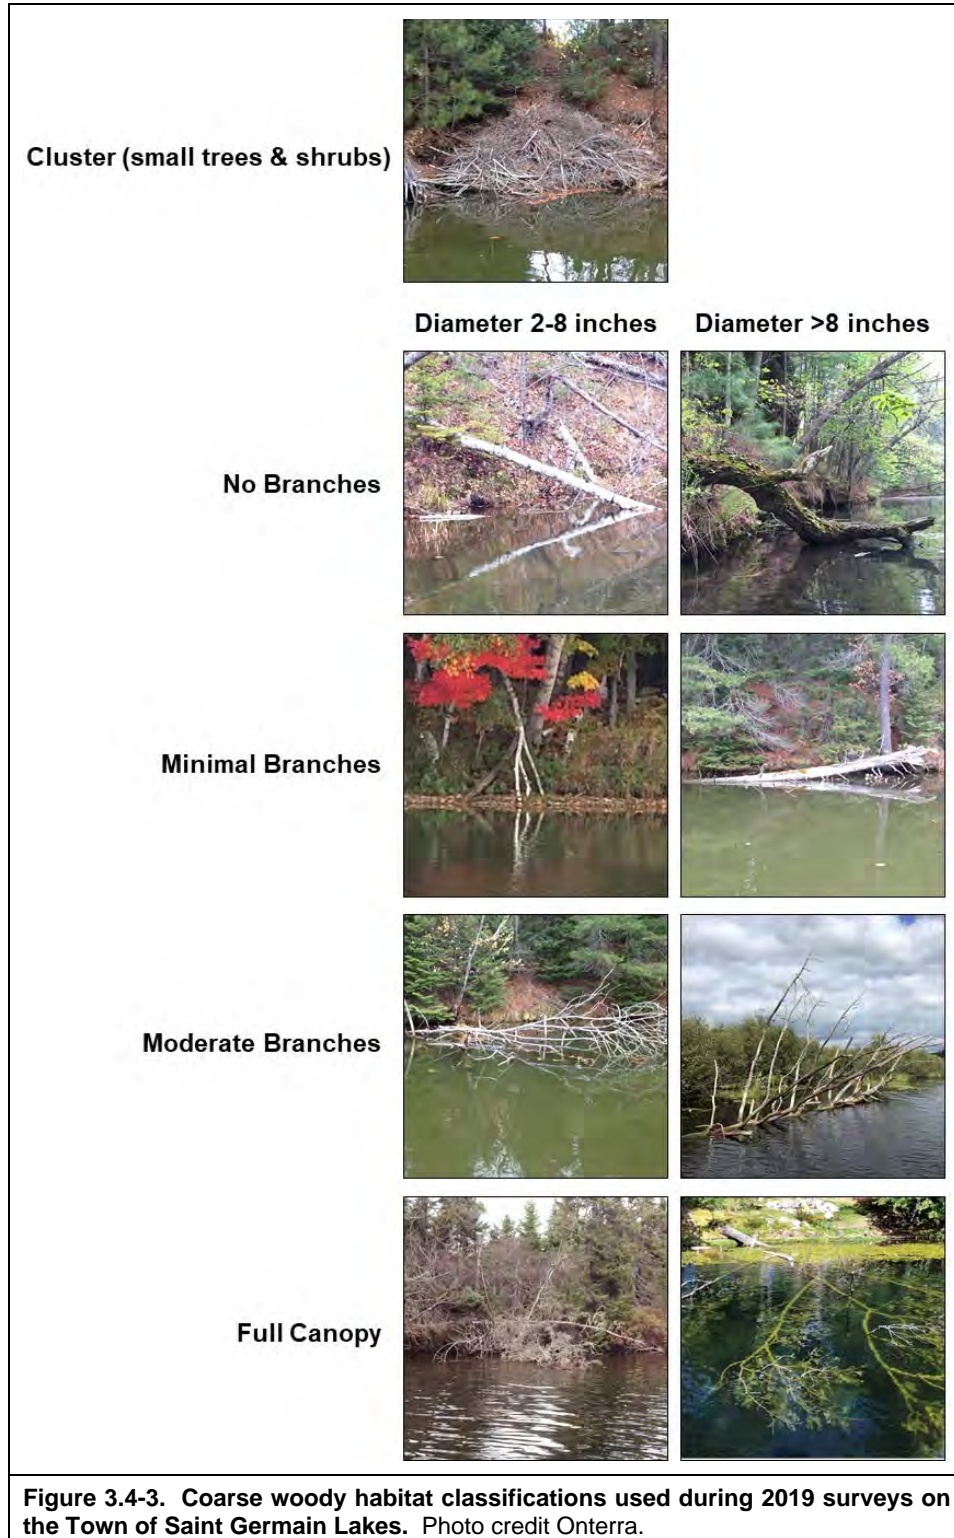 Cluster (small trees & shrubs)
Diameter 2-8 inches Diameter >8 inches
No Branches
Minimal Branches
Moderate Branches
Full Canopy
Figure 3.4-3. Coarse woody habitat classifications used during 2019 surveys on
the Town of Saint Germain Lakes. Photo credit Onterra.